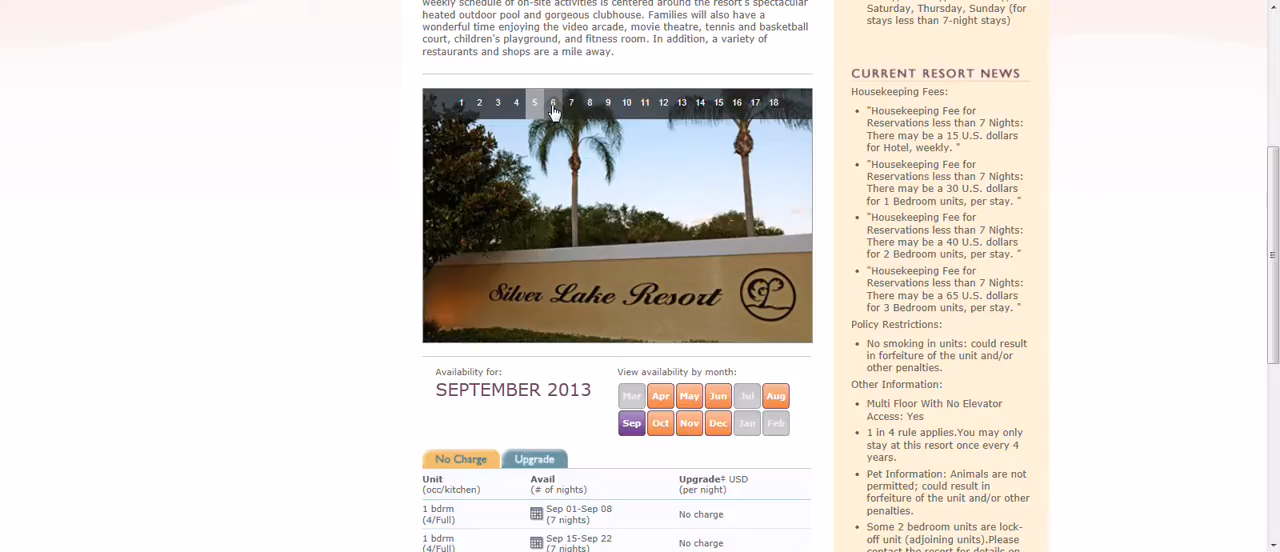 weekly schedule of on-site activities is centered around the resort's spectacular
heated outdoor pool and gorgeous clubhouse. Families will also have a
wonderful time enjoying the video arcade, movie theatre, tennis and basketball
court, children's playground, and fitness room. In addition, a variety of
restaurants and shops are a mile away.
1 2 3 4 5 6 7 8 9 10 11 12 13 14 15 16 17 18
Silver Lake Resort
Availability for:
SEPTEMBER 2013
View availability by month:
Mar Apr May Jun Jul Aug
Sep Oct Nov Dec Jan Feb
No Charge Upgrade
Unit Avail Upgrade‡ USD
(occ/kitchen) (# of nights) (per night)
1 bdrm Sep 01-Sep 08 No charge
(4/Full) (7 nights)
1 bdrm Sep 15-Sep 22 No charge
(4/Full) (7 nights)
Saturday, Thursday, Sunday (for
stays less than 7-night stays)
CURRENT RESORT NEWS
Housekeeping Fees:
• "Housekeeping Fee for
Reservations less than 7 Nights:
There may be a 15 U.S. dollars
for Hotel, weekly. "
• "Housekeeping Fee for
Reservations less than 7 Nights:
There may be a 30 U.S. dollars
for 1 Bedroom units, per stay. "
• "Housekeeping Fee for
Reservations less than 7 Nights:
There may be a 40 U.S. dollars
for 2 Bedroom units, per stay. "
• "Housekeeping Fee for
Reservations less than 7 Nights:
There may be a 65 U.S. dollars
for 3 Bedroom units, per stay. "
Policy Restrictions:
• No smoking in units: could result
in forfeiture of the unit and/or
other penalties.
Other Information:
• Multi Floor With No Elevator
Access: Yes
• 1 in 4 rule applies.You may only
stay at this resort once every 4
years.
• Pet Information: Animals are not
permitted; could result in
forfeiture of the unit and/or other
penalties.
• Some 2 bedroom units are lock-
off unit (adjoining units).Please
contact the resort for details on